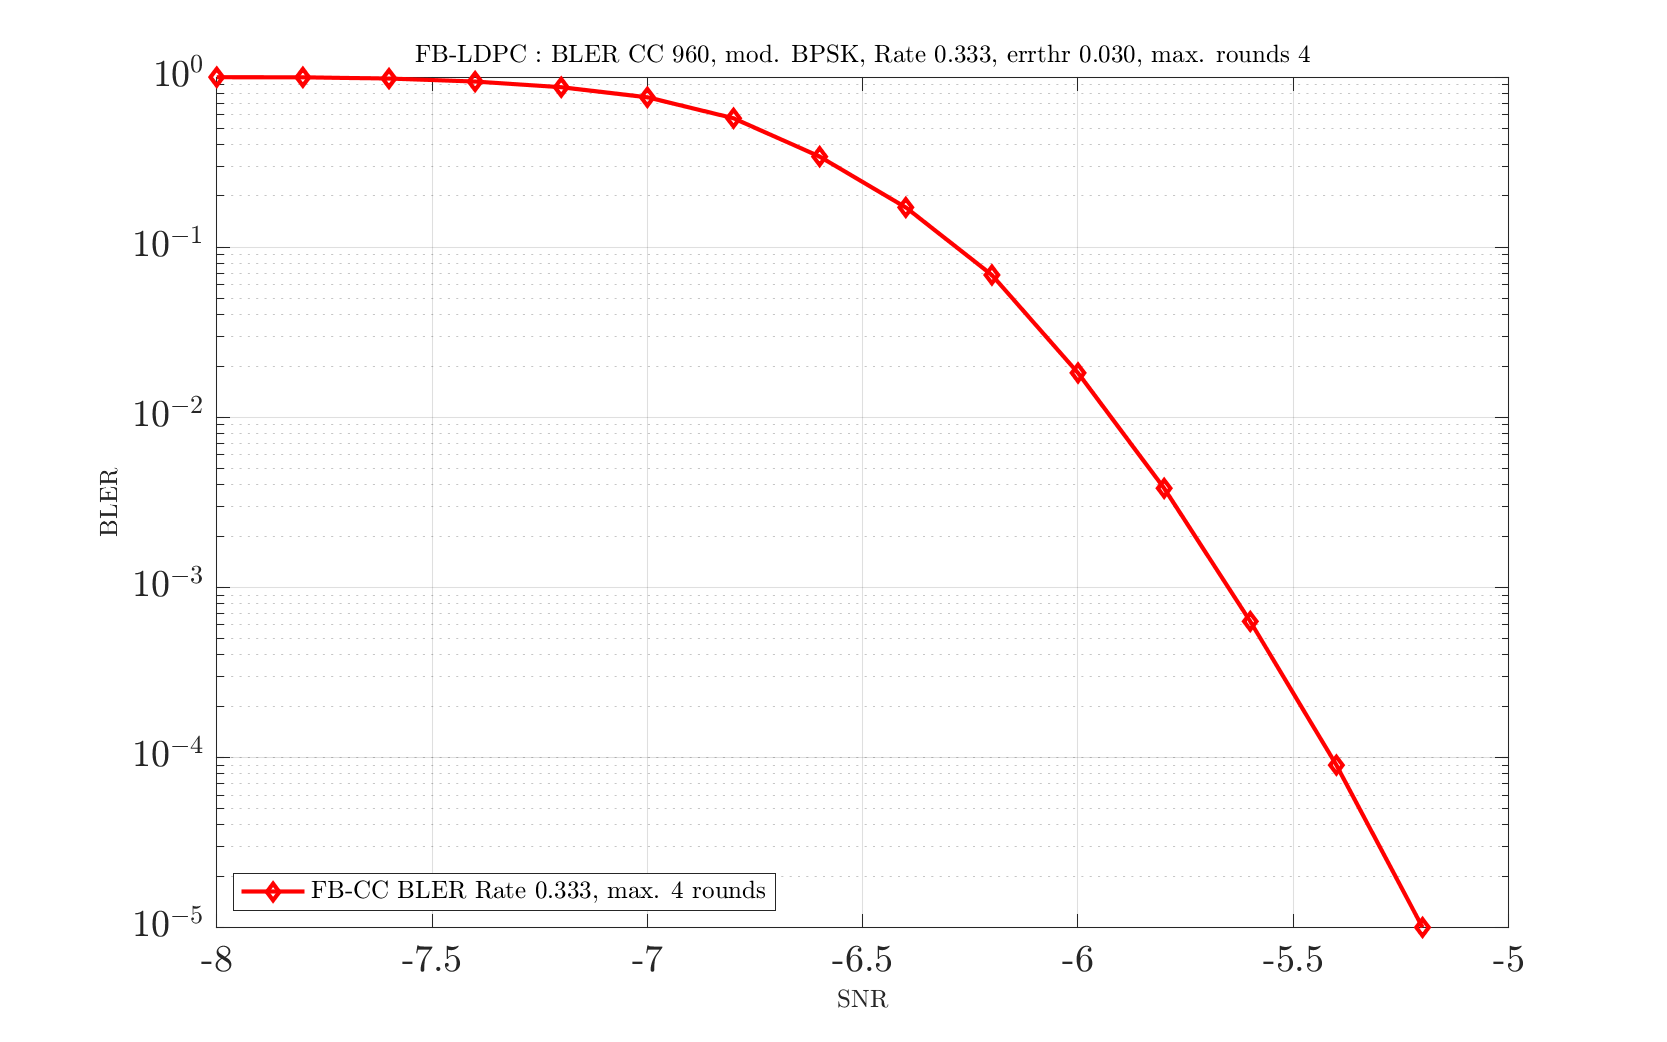 FB-LDPC : BLER CC 960, mod. BPSK, Rate 0.333, errthr 0.030, max. rounds 4
10^0
10^{-1}
10^{-2}
10^{-3}
10^{-4}
10^{-5}
BLER
FB-CC BLER Rate 0.333, max. 4 rounds
-8 -7.5 -7 -6.5 -6 -5.5 -5
SNR